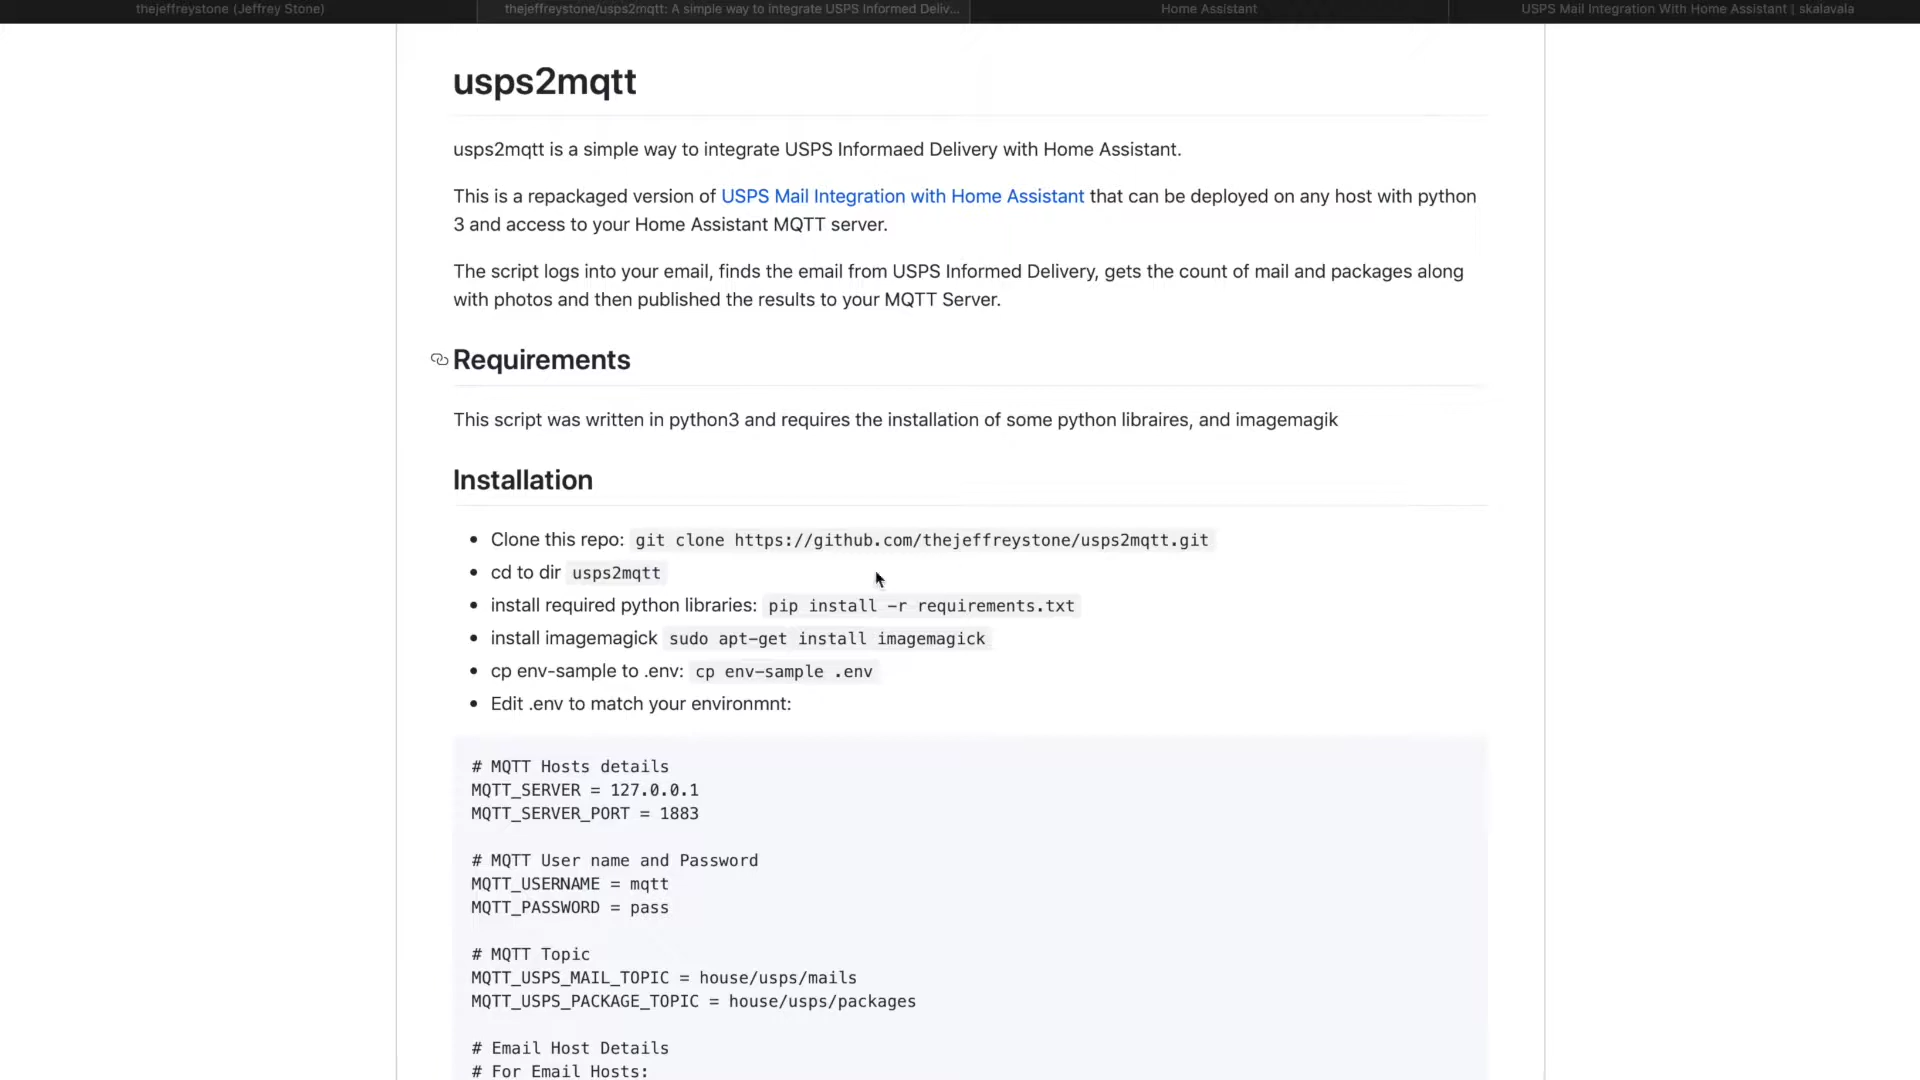 thejeffreystone (Jeffrey Stone)
thejeffreystone/usps2mqtt: A simple way to integrate USPS Informed Deliv...
Home Assistant
USPS Mail Integration With Home Assistant | skalavala
usps2mqtt
usps2mqtt is a simple way to integrate USPS Informaed Delivery with Home Assistant.
This is a repackaged version of USPS Mail Integration with Home Assistant that can be deployed on any host with python
3 and access to your Home Assistant MQTT server.
The script logs into your email, finds the email from USPS Informed Delivery, gets the count of mail and packages along
with photos and then published the results to your MQTT Server.
Requirements
This script was written in python3 and requires the installation of some python libraires, and imagemagik
Installation
• Clone this repo: git clone https://github.com/thejeffreystone/usps2mqtt.git
• cd to dir usps2mqtt
• install required python libraries: pip install -r requirements.txt
• install imagemagick sudo apt-get install imagemagick
• cp env-sample to .env: cp env-sample .env
• Edit .env to match your environmnt:
# MQTT Hosts details
MQTT_SERVER = 127.0.0.1
MQTT_SERVER_PORT = 1883
# MQTT User name and Password
MQTT_USERNAME = mqtt
MQTT_PASSWORD = pass
# MQTT Topic
MQTT_USPS_MAIL_TOPIC = house/usps/mails
MQTT_USPS_PACKAGE_TOPIC = house/usps/packages
# Email Host Details
# For Email Hosts: